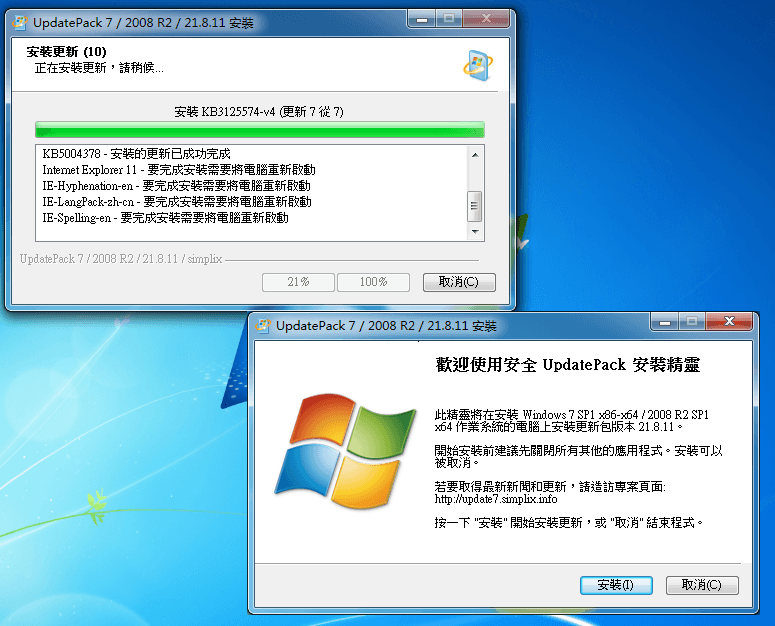 UpdatePack 7 / 2008 R2 / 21.8.11 安裝
安裝更新 (10)
正在安裝更新，請稍候...
安裝 KB3125574-v4 (更新 7 從 7)
KB5004378 - 安裝的更新已成功完成
Internet Explorer 11 - 要完成安裝需要將電腦重新啟動
IE-Hyphenation-en - 要完成安裝需要將電腦重新啟動
IE-LangPack-zh-cn - 要完成安裝需要將電腦重新啟動
IE-Spelling-en - 要完成安裝需要將電腦重新啟動
UpdatePack 7 / 2008 R2 / 21.8.11 / simplix
21%
100%
取消(C)
UpdatePack 7 / 2008 R2 / 21.8.11 安裝
歡迎使用安全 UpdatePack 安裝精靈
此精靈將在安裝 Windows 7 SP1 x86-x64 / 2008 R2 SP1
x64 作業系統的電腦上安裝更新包版本 21.8.11。
開始安裝前建議先關閉所有其他的應用程式。安裝可以
被取消。
若要取得最新新聞和更新，請造訪專案頁面:
http://update7.simplix.info
按一下 "安裝" 開始安裝更新，或 "取消" 結束程式。
安裝(I)
取消(C)